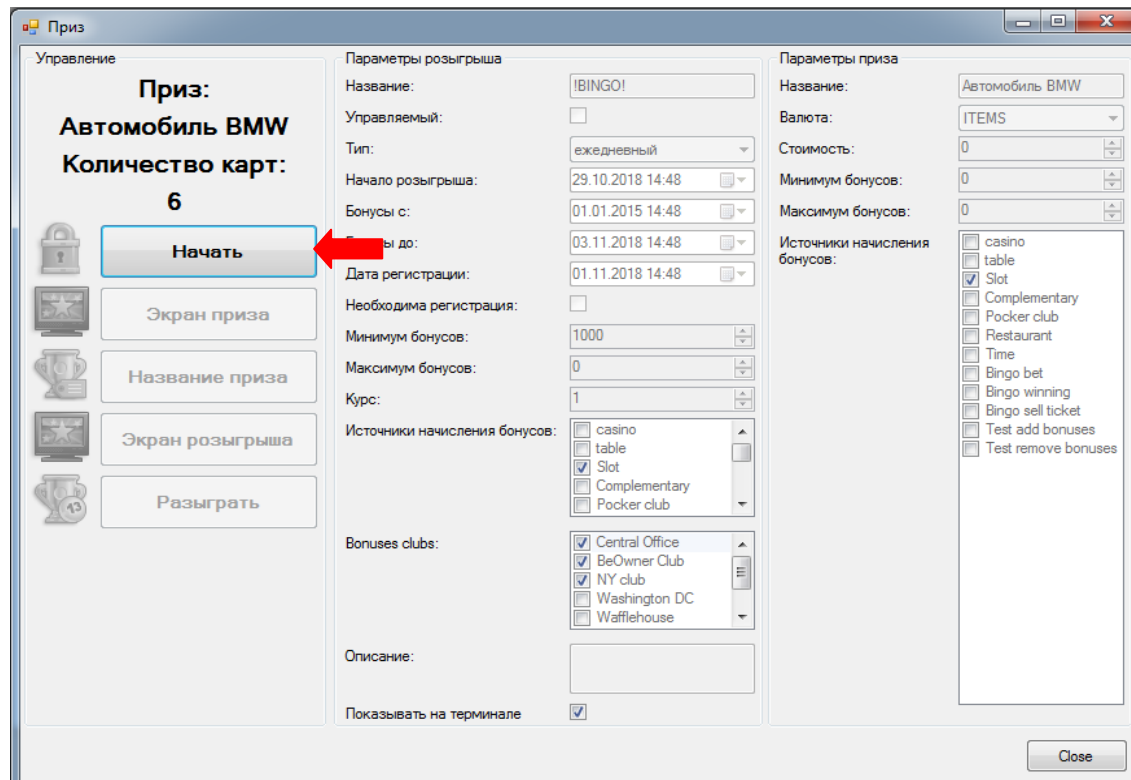 Приз
Управление
Приз:
Автомобиль BMW
Количество карт:
6
Начать
Экран приза
Название приза
Экран розыгрыша
13
Разыграть
Параметры розыгрыша
Название: !BINGO!
Управляемый:
Тип: ежедневный
Начало розыгрыша: 29.10.2018 14:48
Бонусы с: 01.01.2015 14:48
ы до: 03.11.2018 14:48
Дата регистрации: 01.11.2018 14:48
Необходима регистрация:
Минимум бонусов: 1000
Максимум бонусов: 0
Курс: 1
Источники начисления бонусов: casino
table
Slot
Complementary
Pocker club
Bonuses clubs: Central Office
BeOwner Club
NY club
Washington DC
Wafflehouse
Описание:
Показывать на терминале
Параметры приза
Название: Автомобиль BMW
Валюта: ITEMS
Стоимость: 0
Минимум бонусов: 0
Максимум бонусов: 0
Источники начисления
бонусов:
casino
table
Slot
Complementary
Pocker club
Restaurant
Time
Bingo bet
Bingo winning
Bingo sell ticket
Test add bonuses
Test remove bonuses
Close